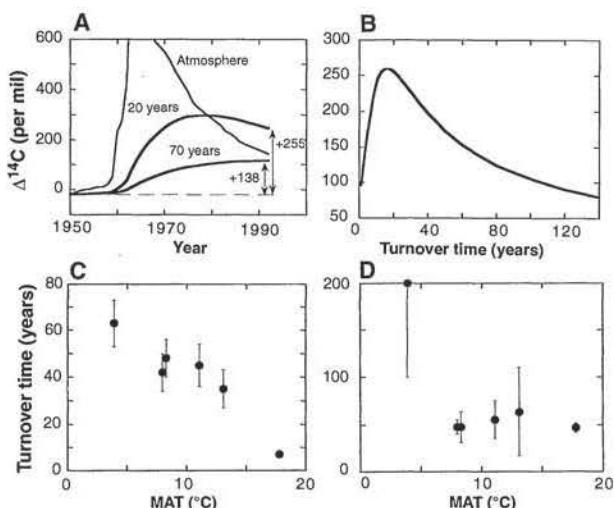 A
Δ14C (per mil)
600
400
200
0
1950
1970
1990
Year
Atmosphere
20 years
70 years
+255
+138
B
300
250
200
150
100
50
0
40
80
120
Turnover time (years)
C
Turnover time (years)
80
60
40
20
0
0
10
20
MAT (°C)
D
200
100
0
0
10
20
MAT (°C)